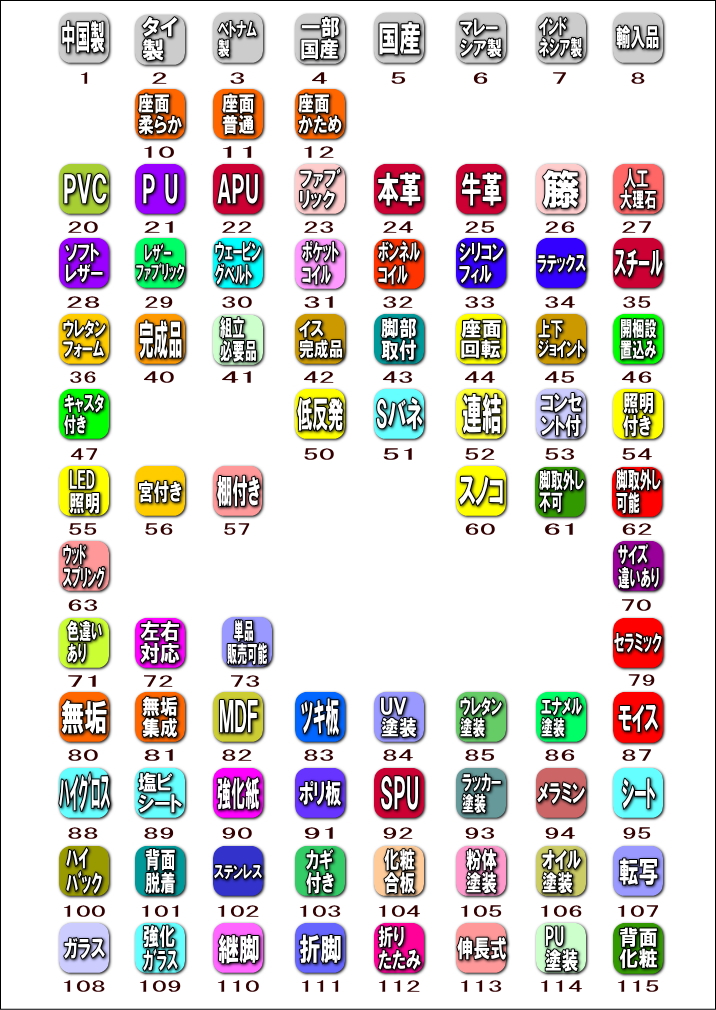 中国製 タイ製 ベトナム製 一部国産 国産 マレーシア製 インドネシア製 輸入品
1 2 3 4 5 6 7 8
座面柔らか 座面普通 座面かため
10 11 12
PVC PU APU ファブリック 本革 牛革 籐 人工大理石
20 21 22 23 24 25 26 27
ソフトレザー レザーファブリック ウェービングベルト ポケットコイル ボンネルコイル シリコンフィル ラテックス スチール
28 29 30 31 32 33 34 35
ウレタンフォーム 完成品 組立必要品 イス完成品 脚部取付 座面回転 上下ジョイント 開梱設置込み
36 40 41 42 43 44 45 46
キャスタ付き 低反発 Sバネ 連結 コンセント付 照明付き
47 50 51 52 53 54
LED照明 宮付き 棚付き スノコ 脚取外し不可 脚取外し可能
55 56 57 60 61 62
ウッドスプリング サイズ違いあり
63 70
色違いあり 左右対応 単品販売可能 セラミック
71 72 73 79
無垢 無垢集成 MDF ツキ板 UV塗装 ウレタン塗装 エナメル塗装 モイス
80 81 82 83 84 85 86 87
ハイグロス 塩ビシート 強化紙 ポリ板 SPU ラッカー塗装 メラミン シート
88 89 90 91 92 93 94 95
ハイバック 背面脱着 ステンレス カギ付き 化粧合板 粉体塗装 オイル塗装 転写
100 101 102 103 104 105 106 107
ガラス 強化ガラス 継脚 折脚 折りたたみ 伸長式 PU塗装 背面化粧
108 109 110 111 112 113 114 115